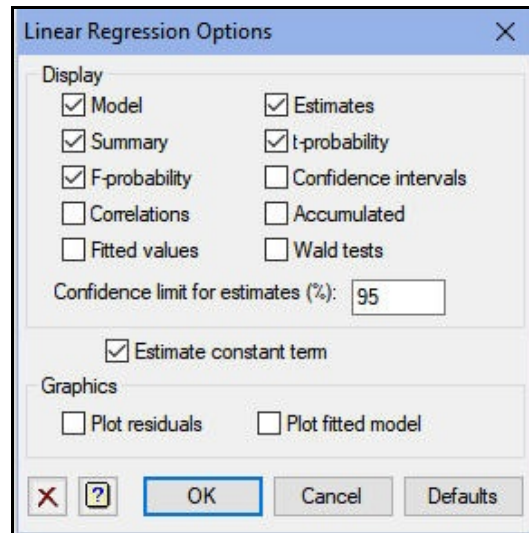 Linear Regression Options
Display
Model Estimates
Summary t-probability
F-probability Confidence intervals
Correlations Accumulated
Fitted values Wald tests
Confidence limit for estimates (%): 95
Estimate constant term
Graphics
Plot residuals Plot fitted model
? OK Cancel Defaults